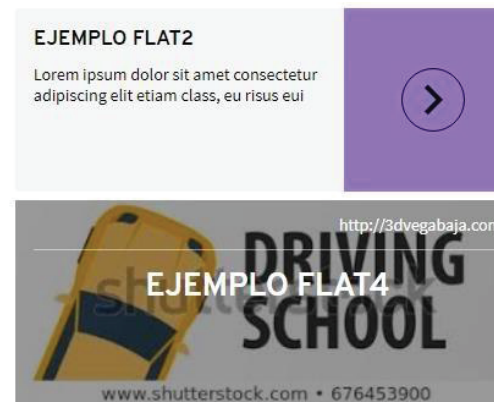 EJEMPLO FLAT2
Lorem ipsum dolor sit amet consectetur
adipiscing elit etiam class, eu risus eui
http://3dvegabaja.com
DRIVING
EJEMPLO FLAT4
shutterstock
SCHOOL
www.shutterstock.com • 676453900